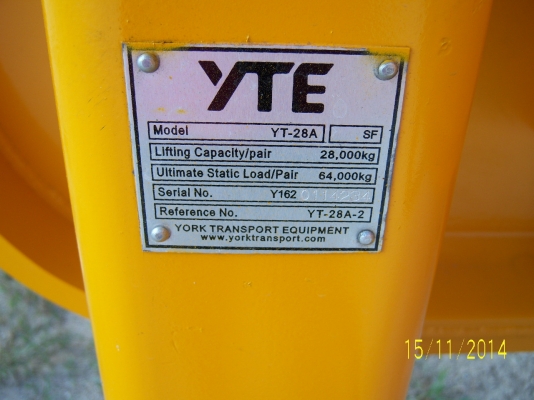 YTE
Model YT-28A SF
Lifting Capacity/pair 28,000kg
Ultimate Static Load/Pair 64,000kg
Serial No. Y162
Reference No. YT-28A-2
YORK TRANSPORT EQUIPMENT
www.yorktransport.com
15/11/2014